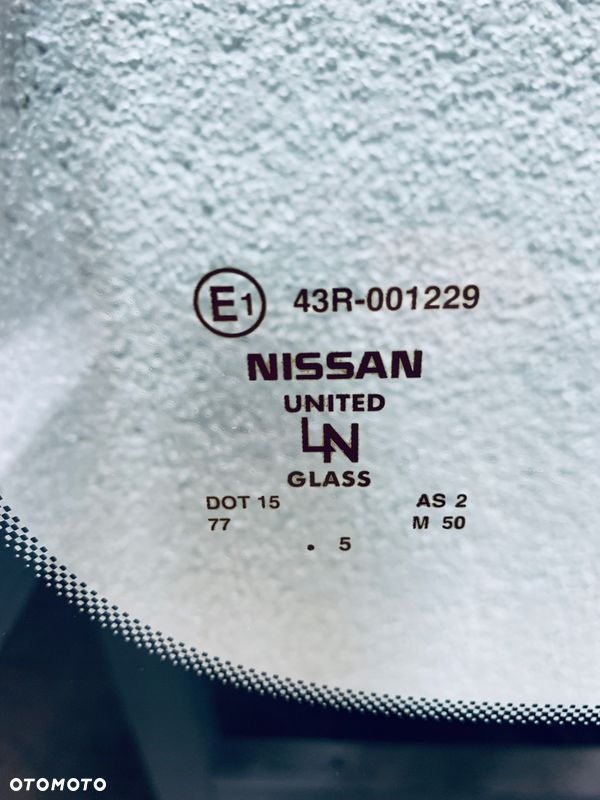 E1 43R-001229
NISSAN
UNITED
LN
GLASS
DOT 15 AS 2
77 M 50
. 5
OTOMOTO